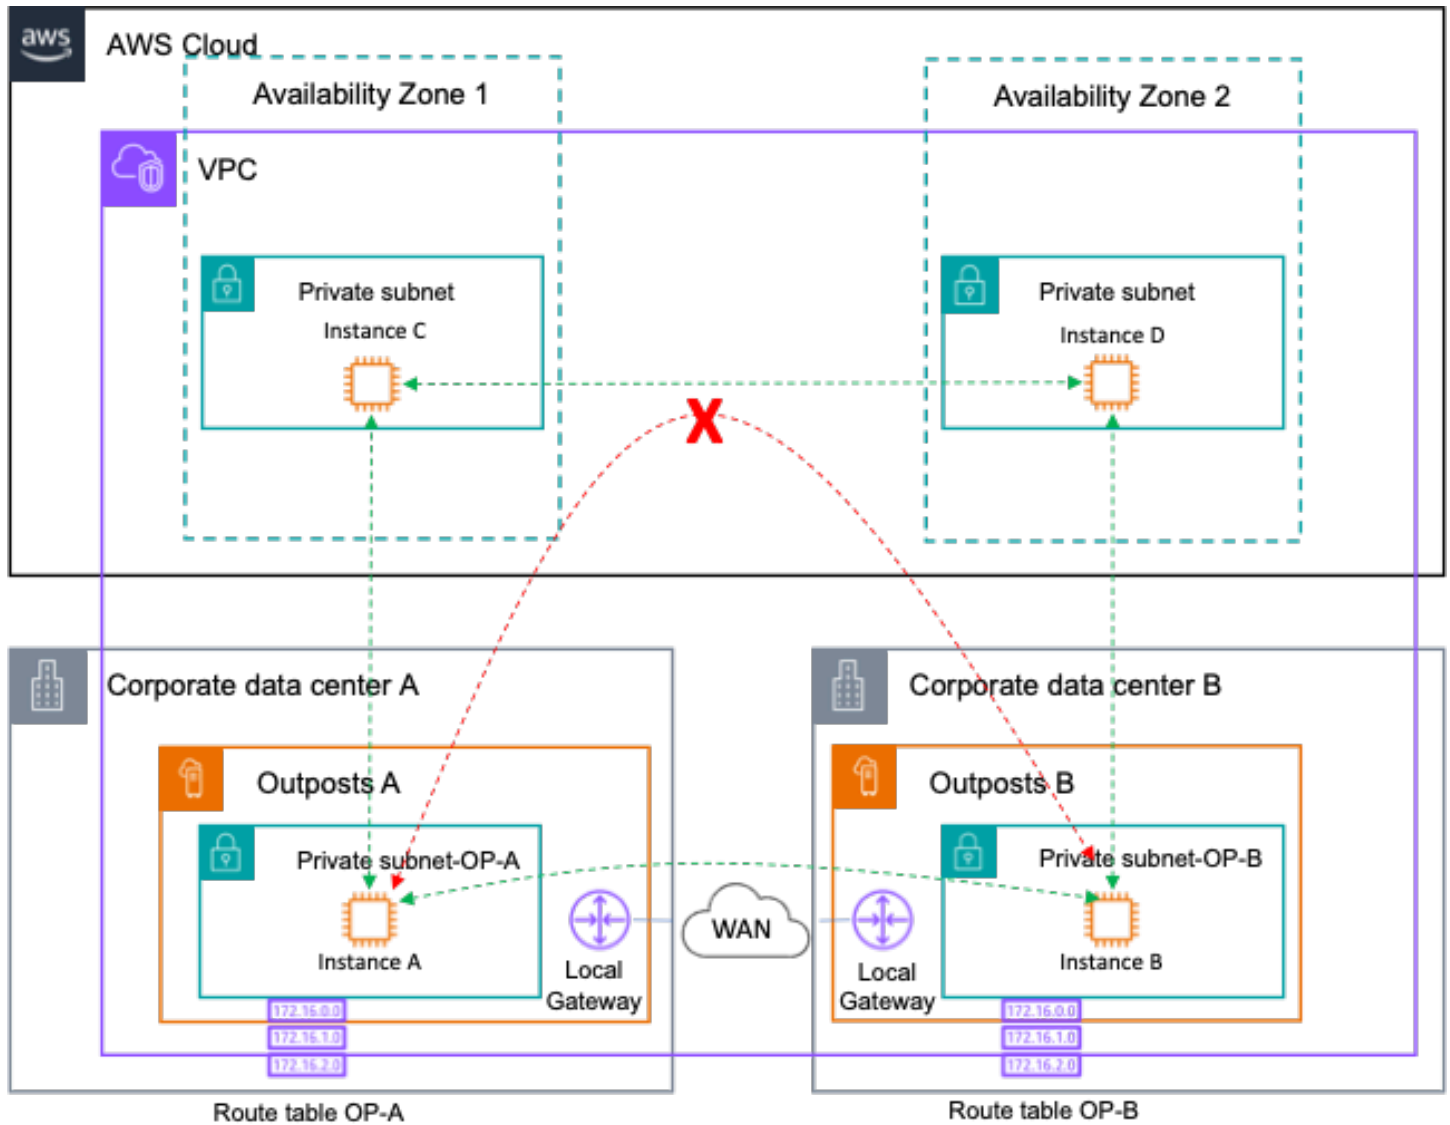 aws
AWS Cloud
Availability Zone 1
Availability Zone 2
VPC
Private subnet
Instance C
Private subnet
Instance D
X
Corporate data center A
Corporate data center B
Outposts A
Outposts B
Private subnet-OP-A
Private subnet-OP-B
WAN
Instance A
Instance B
Local
Gateway
Local
Gateway
172.16.0.0
172.16.1.0
172.16.2.0
172.16.0.0
172.16.1.0
172.16.2.0
Route table OP-A
Route table OP-B